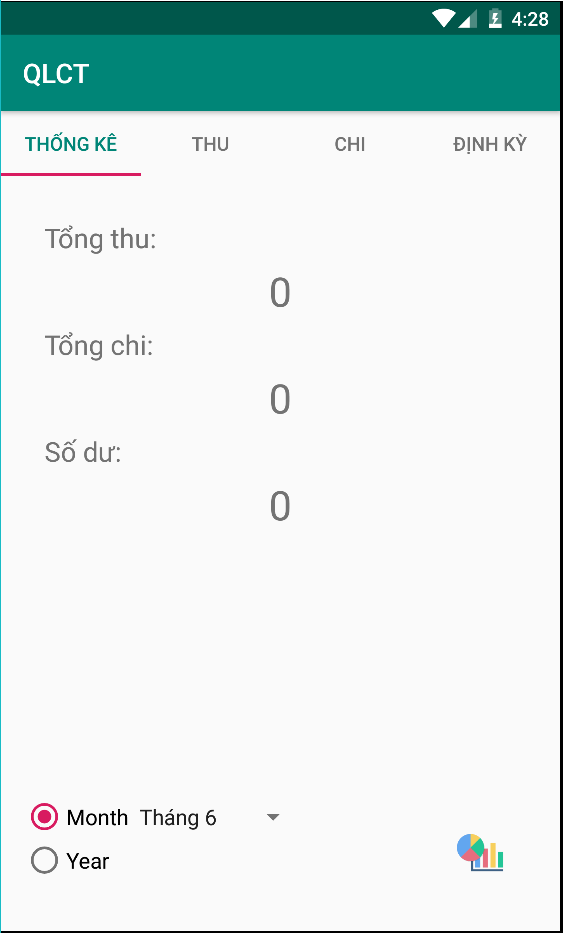 4:28
QLCT
THỐNG KÊ THU CHI ĐỊNH KỲ
Tổng thu:
0
Tổng chi:
0
Số dư:
0
Month Tháng 6
Year